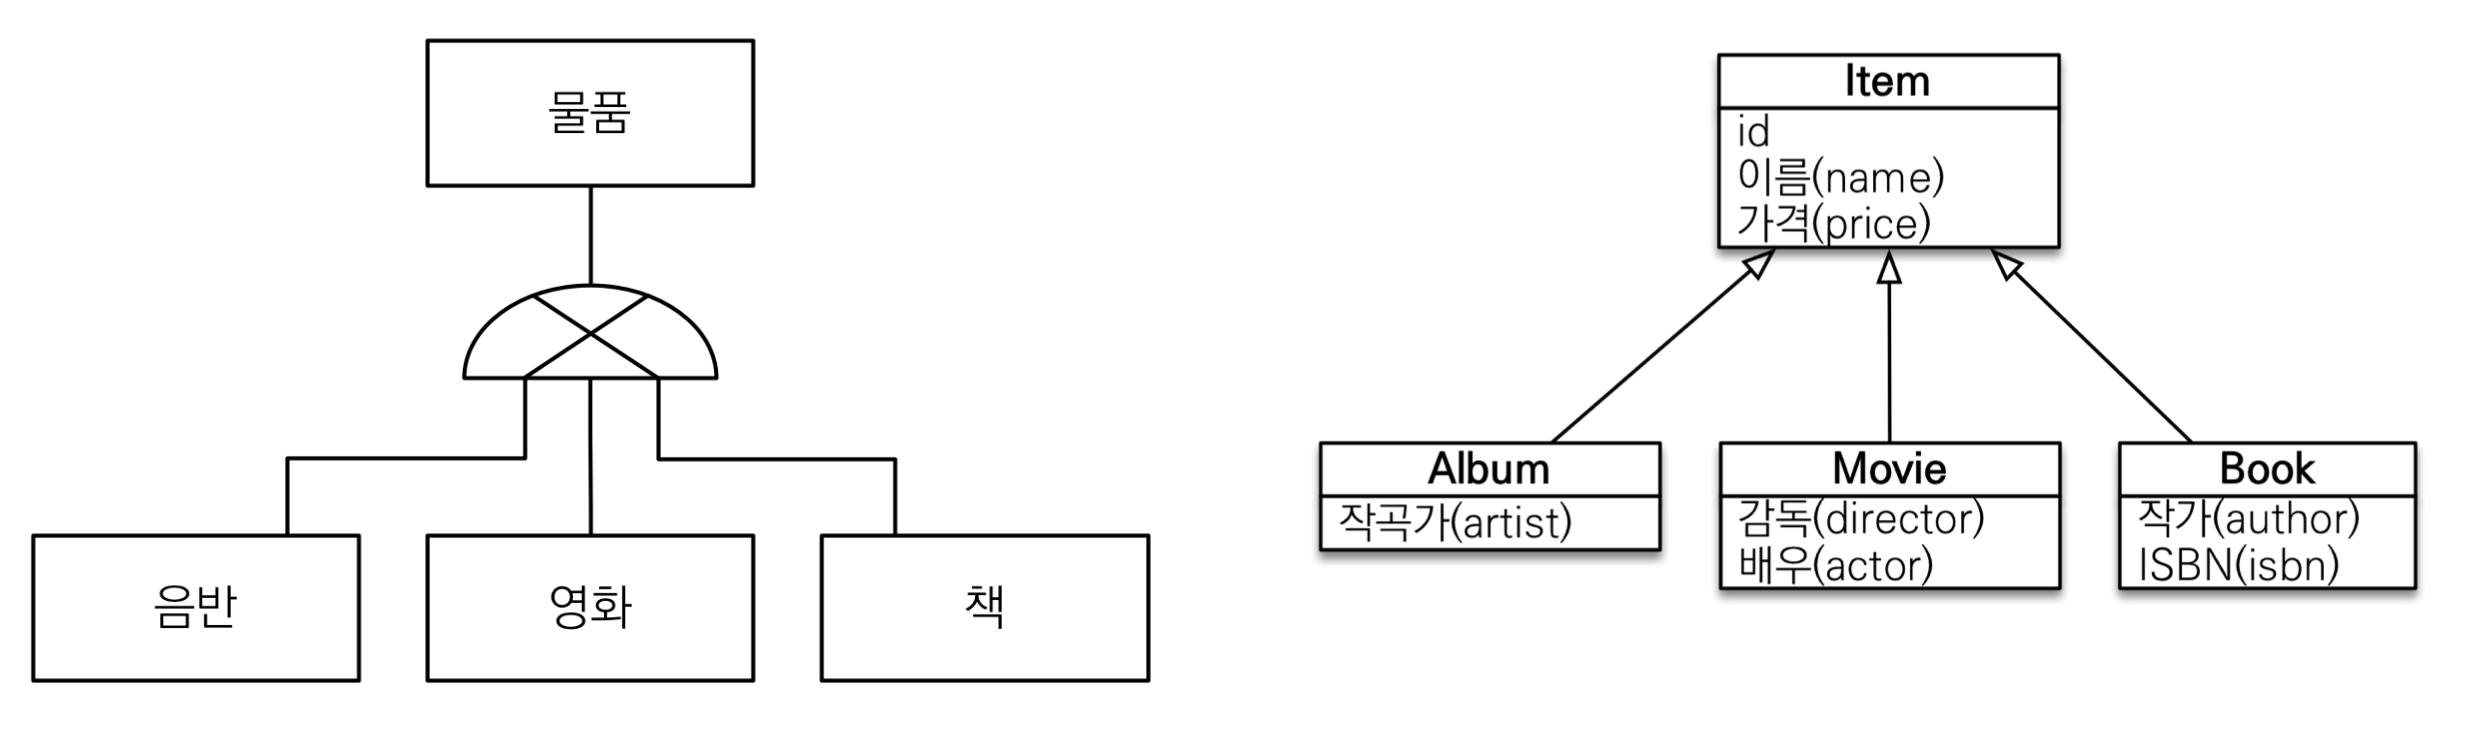 물품
음반
영화
책
Item
id
이름(name)
가격(price)
Album
작곡가(artist)
Movie
감독(director)
배우(actor)
Book
작가(author)
ISBN(isbn)